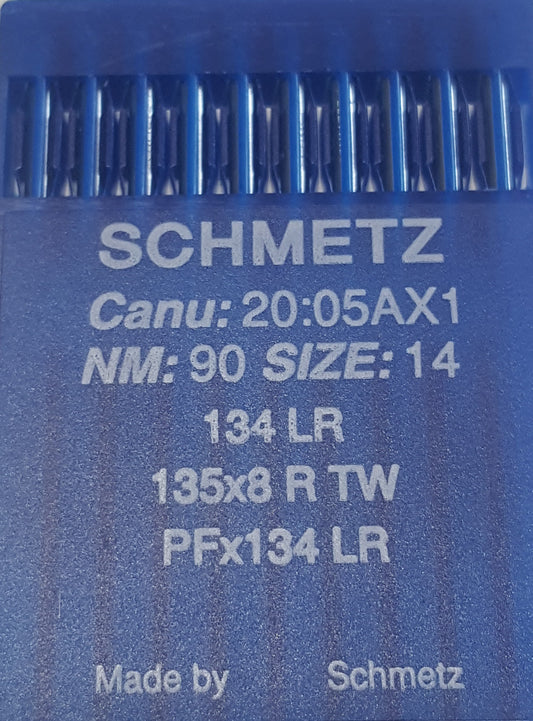 SCHMETZ
Canu: 20:05AX1
NM: 90 SIZE: 14
134 LR
135x8 R TW
PFx134 LR
Made by Schmetz